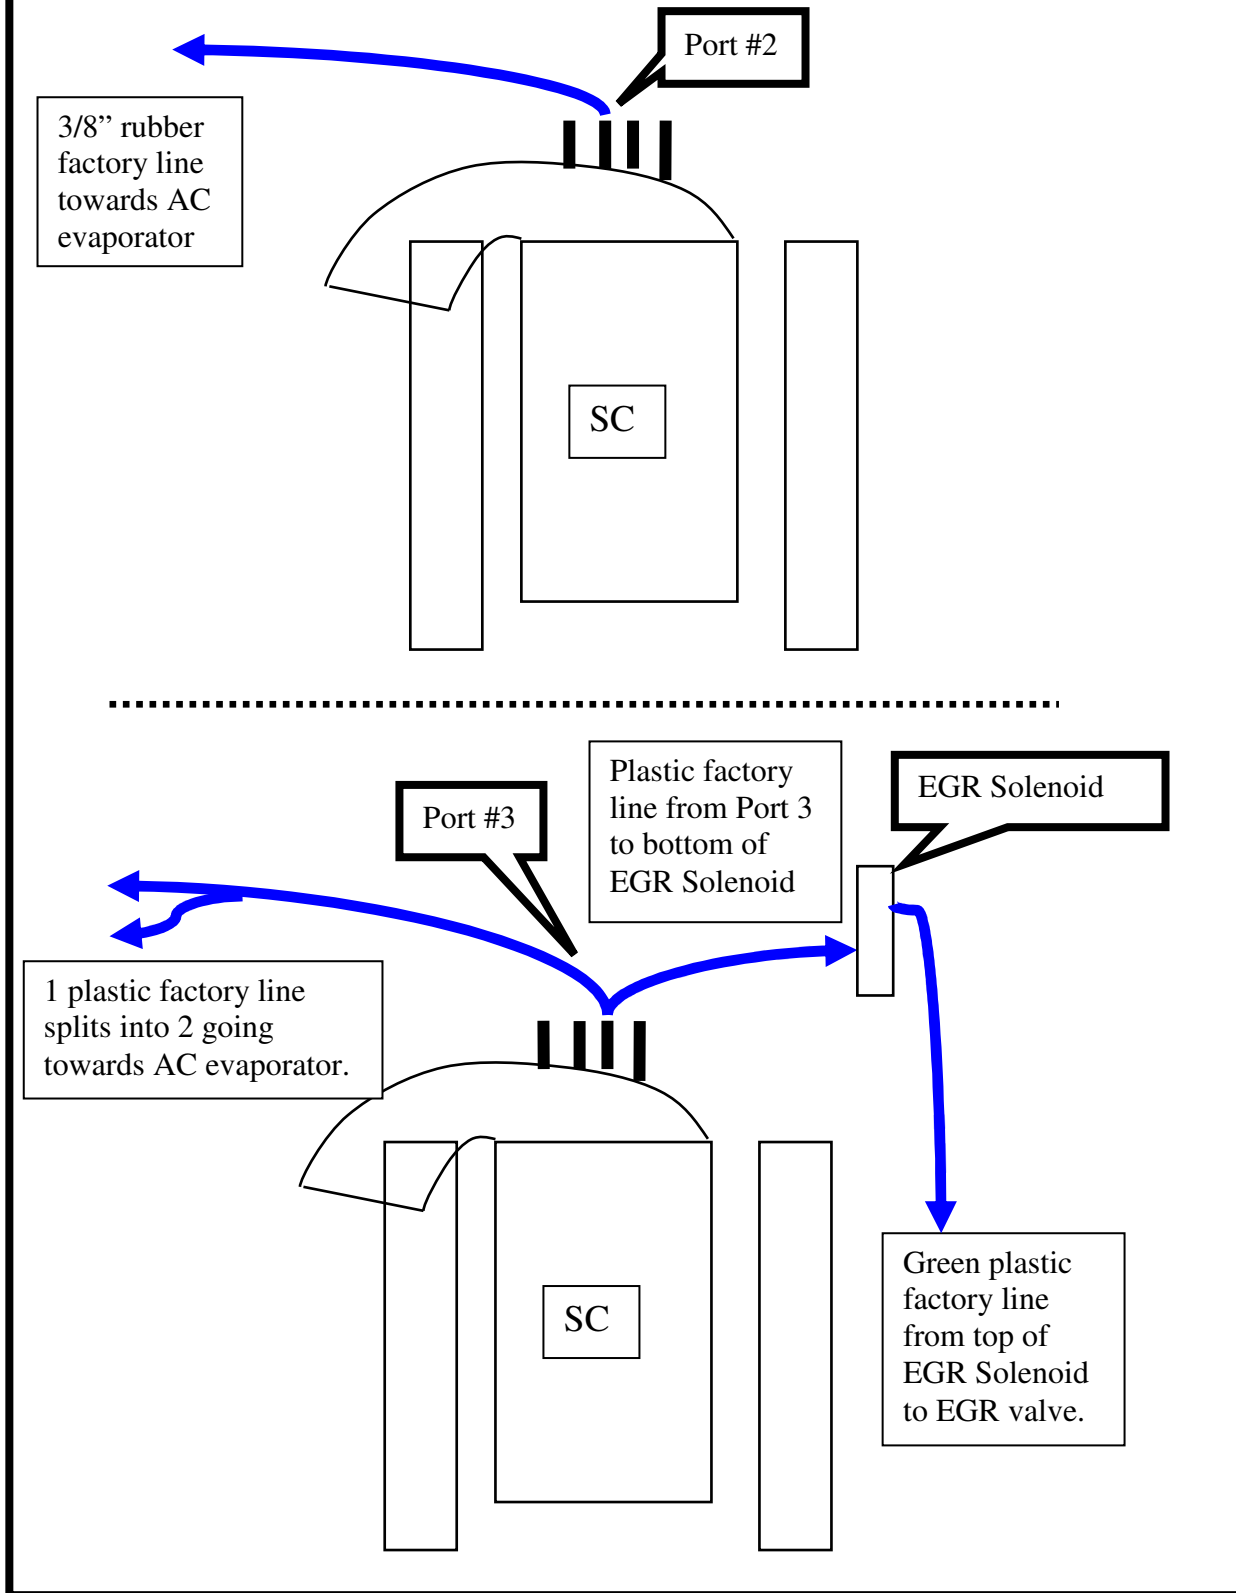 Port #2
3/8” rubber
factory line
towards AC
evaporator
SC
Plastic factory
line from Port 3
to bottom of
EGR Solenoid
EGR Solenoid
Port #3
1 plastic factory line
splits into 2 going
towards AC evaporator.
SC
Green plastic
factory line
from top of
EGR Solenoid
to EGR valve.